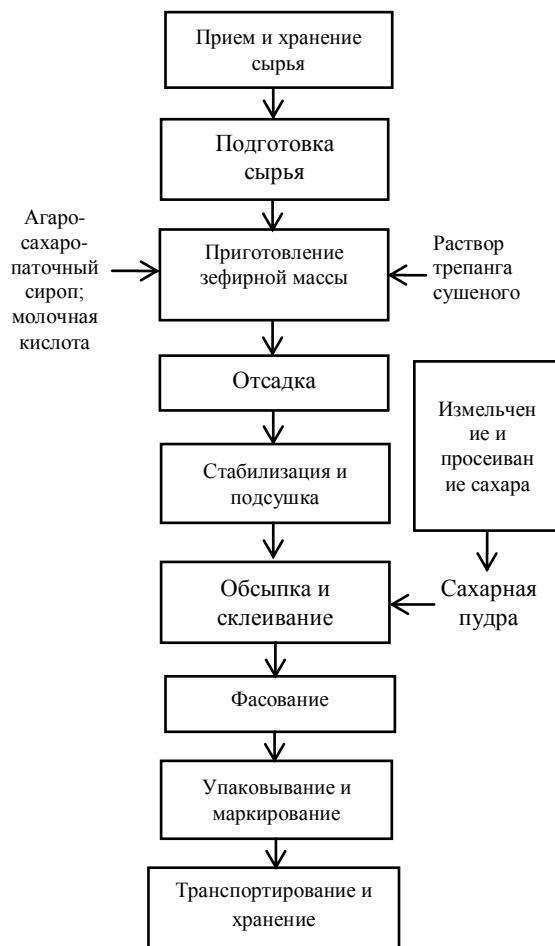 Прием и хранение
сырья
Подготовка
сырья
Агаро-
сахаро-
паточный
сироп;
молочная
кислота
Приготовление
зефирной массы
Раствор
трепанга
сушеного
Отсадка
Измельчен
ие и
просеиван
ие сахара
Стабилизация и
подсушка
Обсыпка и
склеивание
Сахарная
пудра
Фасование
Упаковывание и
маркирование
Транспортирование и
хранение